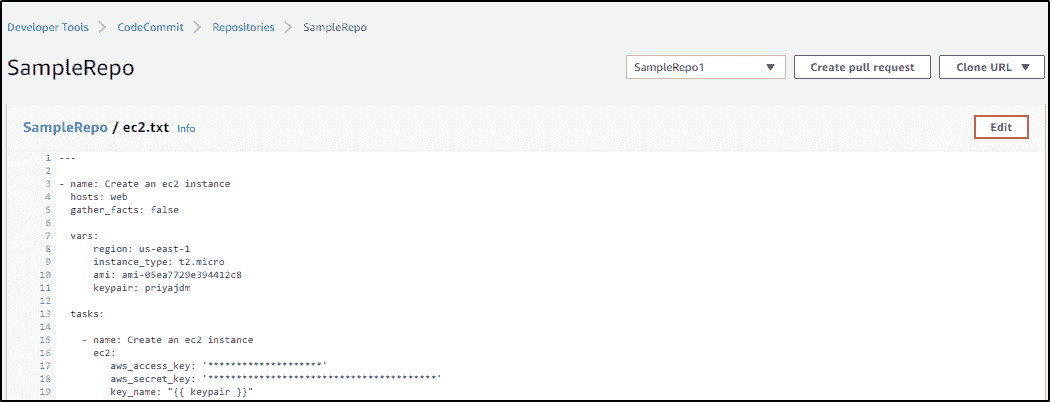 Developer Tools > CodeCommit > Repositories > SampleRepo
SampleRepo
SampleRepo1
Create pull request
Clone URL
SampleRepo / ec2.txt Info
Edit
1 ---
2
3 - name: Create an ec2 instance
4   hosts: web
5   gather_facts: false
6
7   vars:
8       region: us-east-1
9       instance_type: t2.micro
10       ami: ami-05ea7729e394412c8
11       keypair: priyajdm
12
13   tasks:
14
15     - name: Create an ec2 instance
16       ec2:
17          aws_access_key: '********************'
18          aws_secret_key: '****************************************'
19          key_name: "{{ keypair }}"